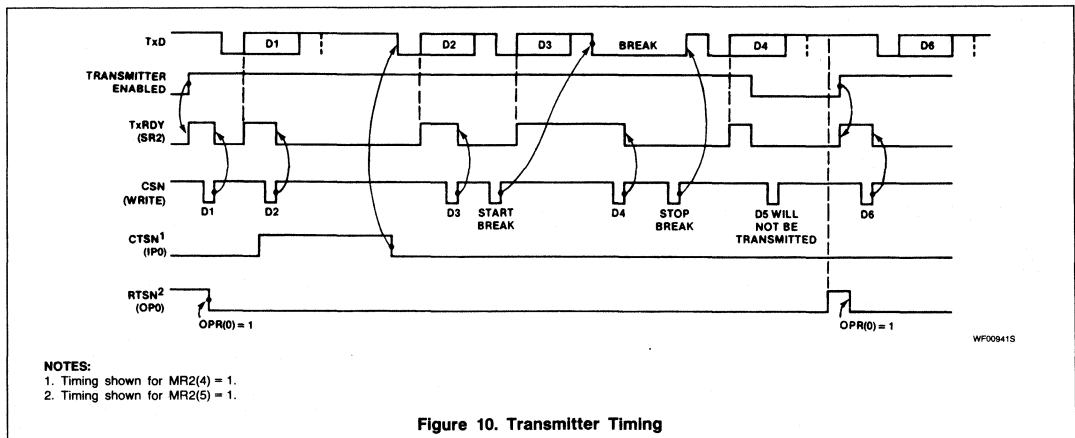 TxD
D1
D2
D3
BREAK
D4
D6
TRANSMITTER
ENABLED
TxRDY
(SR2)
CSN
(WRITE)
D1
D2
D3
START
BREAK
D4
STOP
BREAK
D5 WILL
NOT BE
TRANSMITTED
D6
CTSN1
(IP0)
RTSN2
(OP0)
OPR(0) = 1
OPR(0) = 1
WF00941S
NOTES:
1. Timing shown for MR2(4) = 1.
2. Timing shown for MR2(5) = 1.
Figure 10. Transmitter Timing